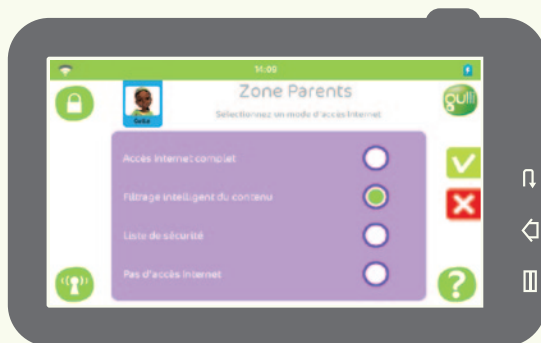 14:09
Zone Parents
Sélectionnez un mode d'accès Internet
gulli
Accès Internet complet
Filtrage intelligent du contenu
Liste de sécurité
Pas d'accès Internet
?